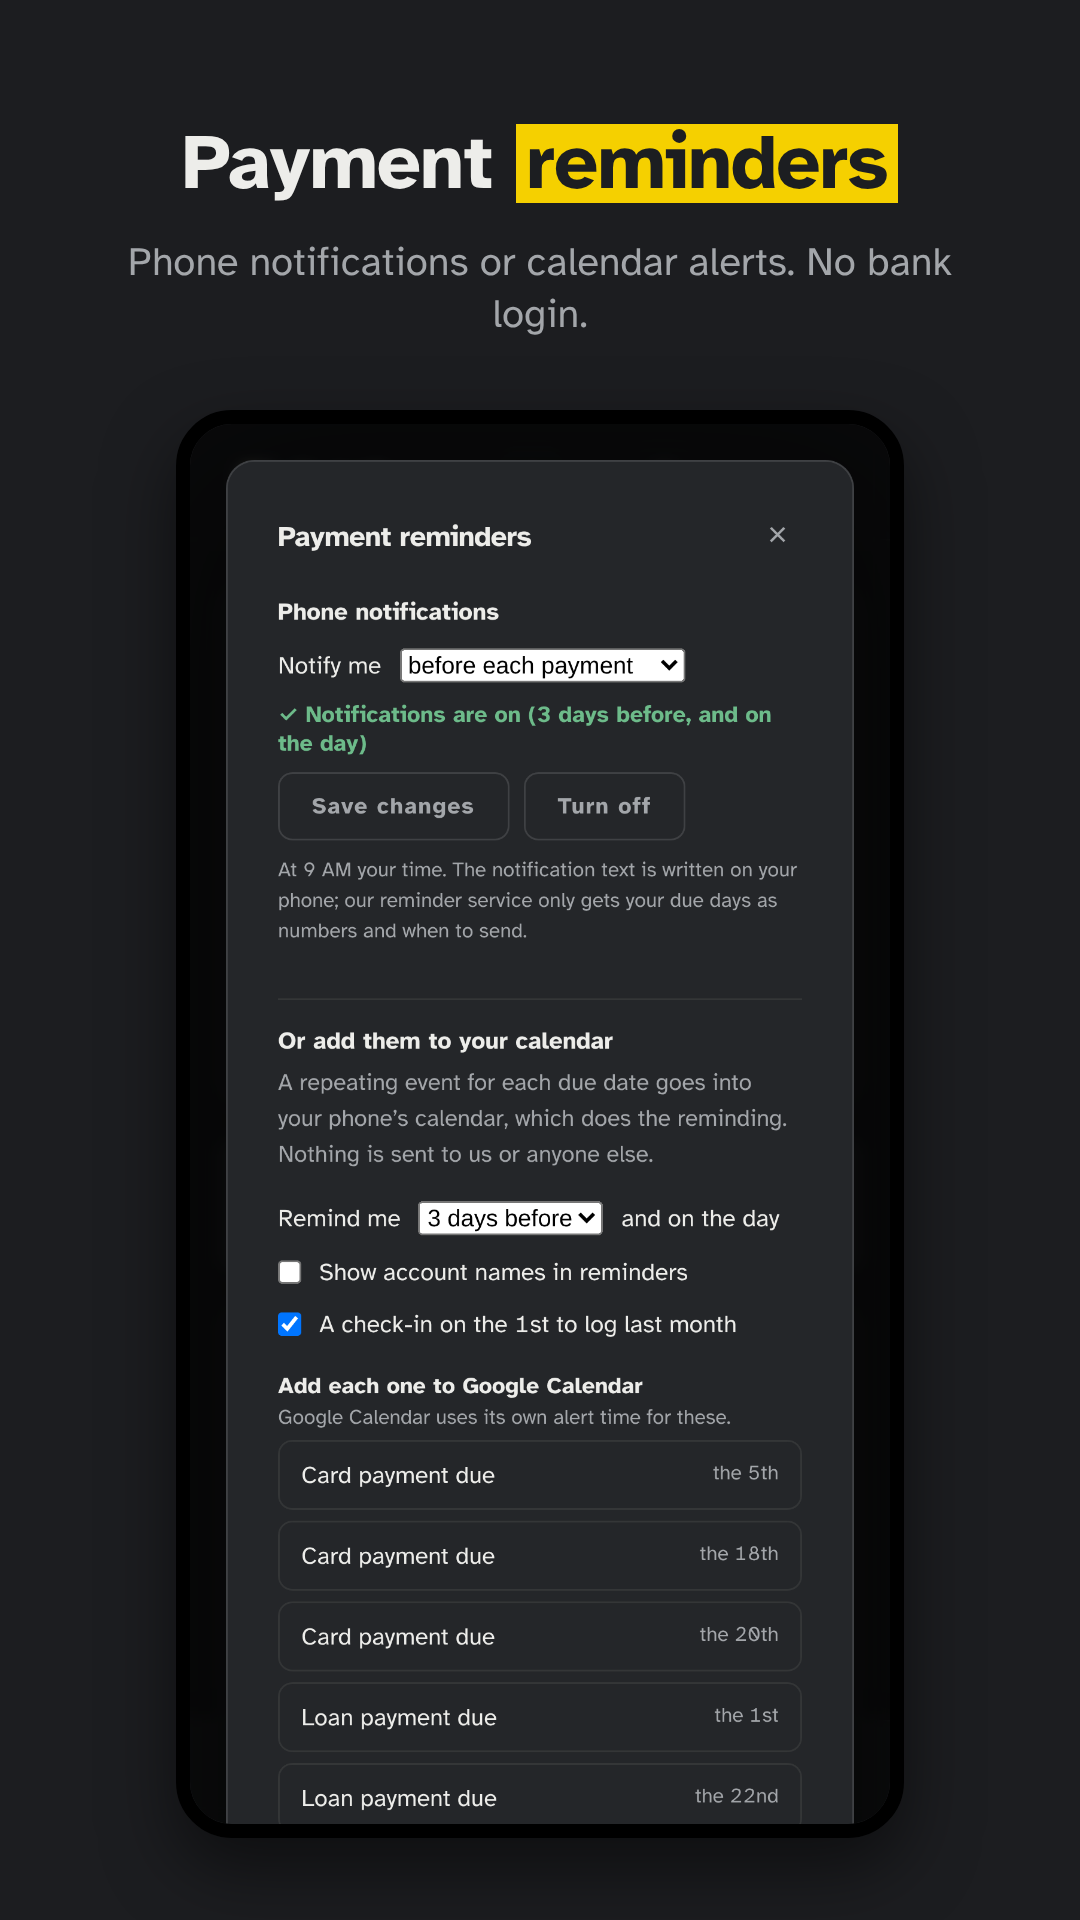 Payment reminders
Phone notifications or calendar alerts. No bank
login.
Payment reminders ×
Phone notifications
Notify me before each payment
✓ Notifications are on (3 days before, and on
the day)
Save changes Turn off
At 9 AM your time. The notification text is written on your
phone; our reminder service only gets your due days as
numbers and when to send.
Or add them to your calendar
A repeating event for each due date goes into
your phone’s calendar, which does the reminding.
Nothing is sent to us or anyone else.
Remind me 3 days before and on the day
Show account names in reminders
A check-in on the 1st to log last month
Add each one to Google Calendar
Google Calendar uses its own alert time for these.
Card payment due the 5th
Card payment due the 18th
Card payment due the 20th
Loan payment due the 1st
Loan payment due the 22nd